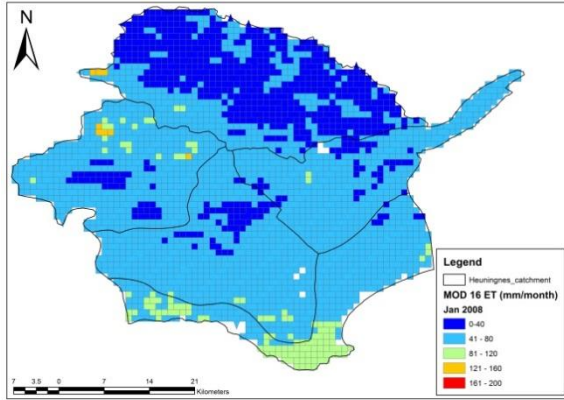 N
Legend
Heuningnes_catchment
MOD 16 ET (mm/month)
Jan 2008
0-40
41 - 80
81 - 120
121 - 160
161 - 200
7 3.5 0 7 14 21
Kilometers